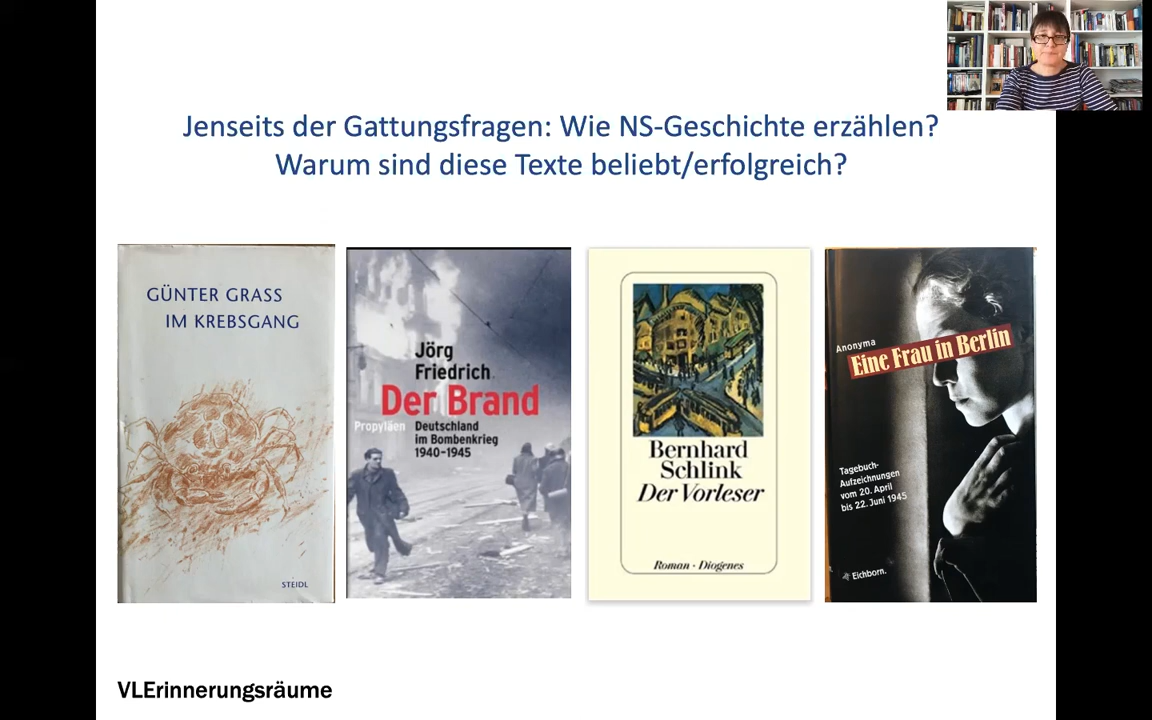 Jenseits der Gattungsfragen: Wie NS-Geschichte erzählen?
Warum sind diese Texte beliebt/erfolgreich?
GÜNTER GRASS
IM KREBSGANG
STEIDL
Jörg
Friedrich
Der Brand
Propyläen
Deutschland
im Bombenkrieg
1940-1945
Bernhard
Schlink
Der Vorleser
Roman · Diogenes
Anonyma
Eine Frau in Berlin
Tagebuch-
Aufzeichnungen
vom 20. April
bis 22. Juni 1945
Eichborn.
VLErinnerungsräume